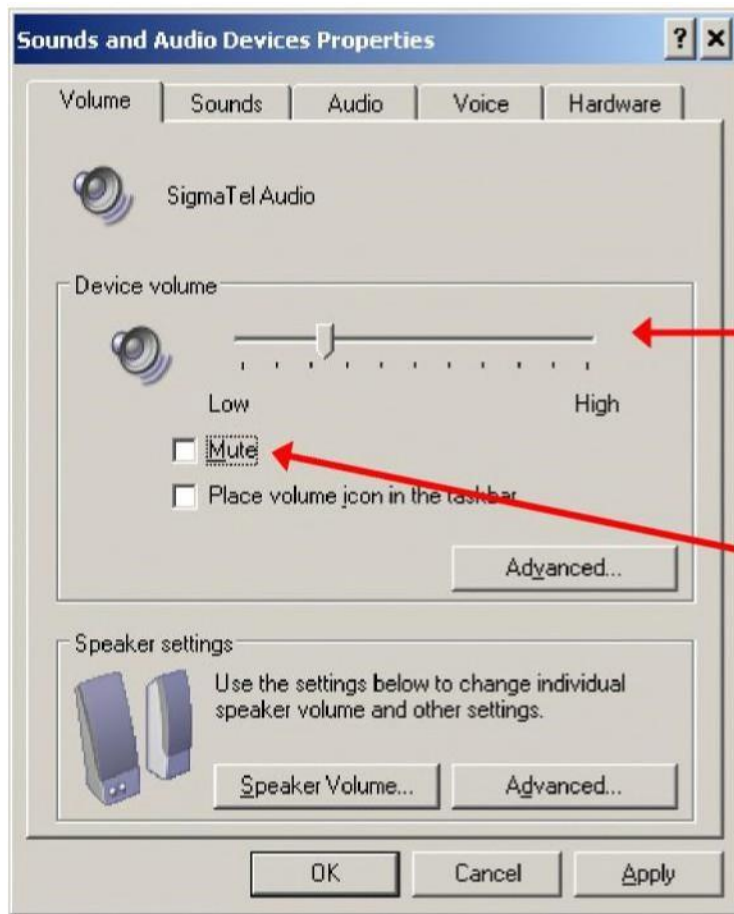 Sounds and Audio Devices Properties
Volume Sounds Audio Voice Hardware
SigmaTel Audio
Device volume
Low High
Mute
Place volume icon in the taskbar
Advanced...
Speaker settings
Use the settings below to change individual
speaker volume and other settings.
Speaker Volume... Advanced...
OK Cancel Apply